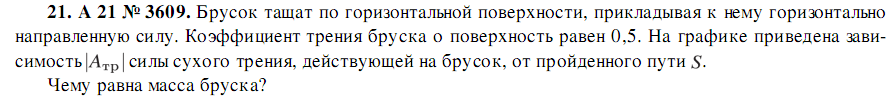 21. А 21 № 3609. Брусок тащат по горизонтальной поверхности, прикладывая к нему горизонтально
направленную силу. Коэффициент трения бруска о поверхность равен 0,5. На графике приведена зави-
симость |Aтр| силы сухого трения, действующей на брусок, от пройденного пути S.
Чему равна масса бруска?